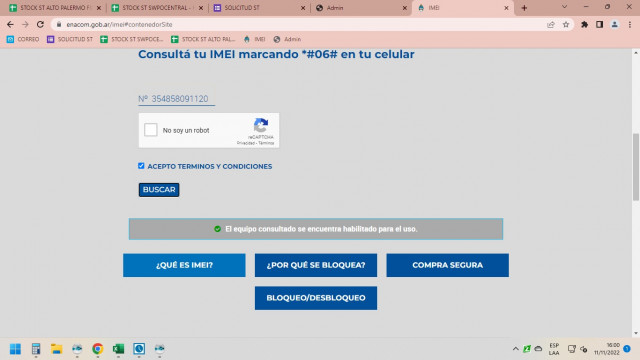 STOCK ST ALTO PALERMO F
STOCK ST SWPOCENTRAL -
SOLICITUD ST
Admin
IMEI
enacom.gob.ar/imei#contenedorSite
CORREO
SOLICITUD ST
STOCK ST SWPOCE...
STOCK ST ALTO PAL...
IMEI
Admin
Consultá tu IMEI marcando *#06# en tu celular
Nº 354858091120
No soy un robot
reCAPTCHA
Privacidad - Términos
ACEPTO TERMINOS Y CONDICIONES
BUSCAR
El equipo consultado se encuentra habilitado para el uso.
¿QUÉ ES IMEI?
¿POR QUÉ SE BLOQUEA?
COMPRA SEGURA
BLOQUEO/DESBLOQUEO
ESP
LAA
16:00
11/11/2022